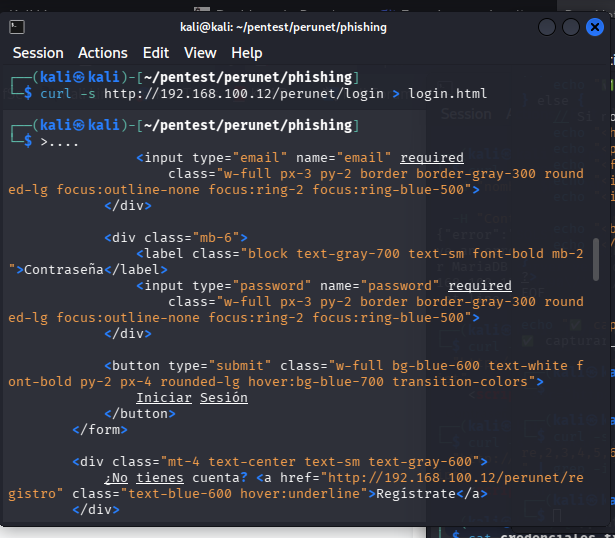 kali@kali: ~/pentest/perunet/phishing
Session Actions Edit View Help
┌──(kali㉿kali)-[~/pentest/perunet/phishing]
└─$ curl -s http://192.168.100.12/perunet/login > login.html
┌──(kali㉿kali)-[~/pentest/perunet/phishing]
└─$ >....
<input type="email" name="email" required
class="w-full px-3 py-2 border border-gray-300 round
ed-lg focus:outline-none focus:ring-2 focus:ring-blue-500">
</div>
<div class="mb-6">
<label class="block text-gray-700 text-sm font-bold mb-2
">Contraseña</label>
<input type="password" name="password" required
class="w-full px-3 py-2 border border-gray-300 round
ed-lg focus:outline-none focus:ring-2 focus:ring-blue-500">
</div>
<button type="submit" class="w-full bg-blue-600 text-white f
ont-bold py-2 px-4 rounded-lg hover:bg-blue-700 transition-colors">
Iniciar Sesión
</button>
</form>
<div class="mt-4 text-center text-sm text-gray-600">
¿No tienes cuenta? <a href="http://192.168.100.12/perunet/re
gistro" class="text-blue-600 hover:underline">Regístrate</a>
</div>